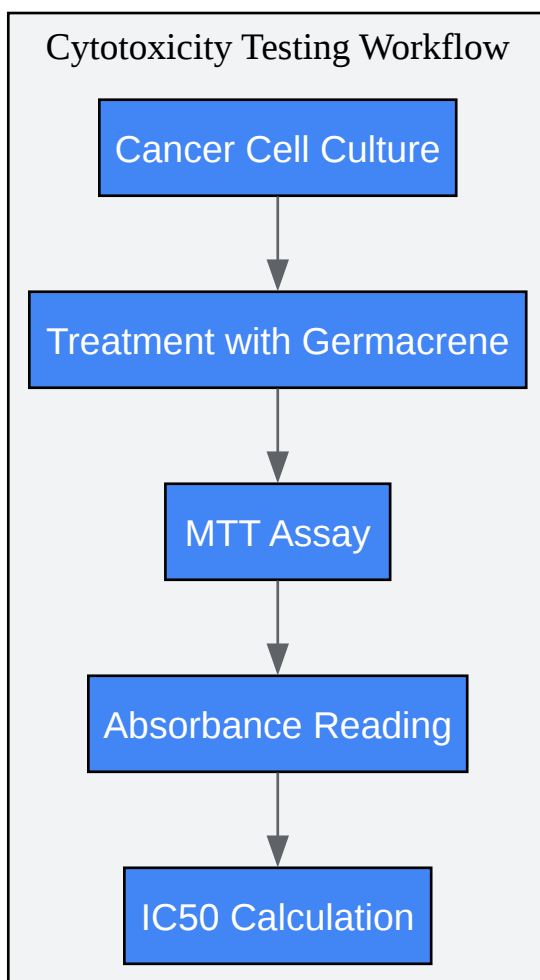 Cytotoxicity Testing Workflow
Cancer Cell Culture
Treatment with Germacrene
MTT Assay
Absorbance Reading
IC50 Calculation